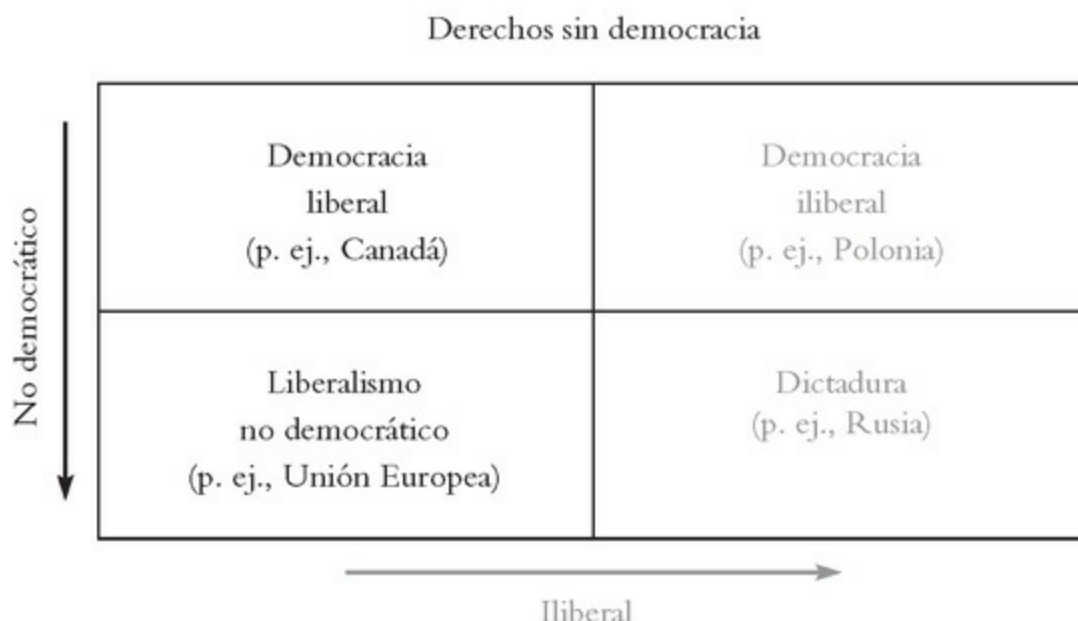 Derechos sin democracia
No democrático
Democracia
liberal
(p. ej., Canadá)
Democracia
iliberal
(p. ej., Polonia)
Liberalismo
no democrático
(p. ej., Unión Europea)
Dictadura
(p. ej., Rusia)
Iliberal